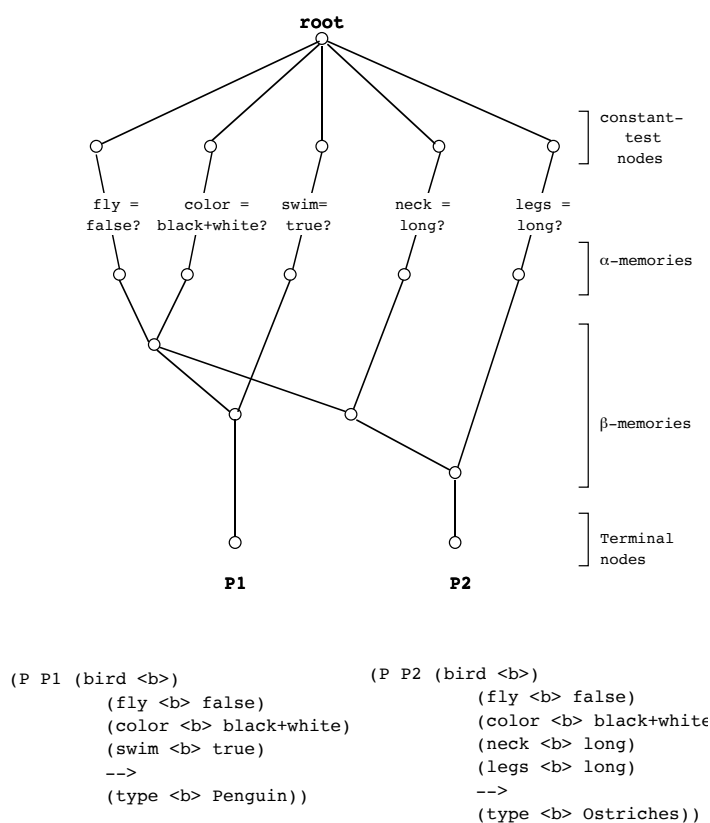 root
constant-
test
nodes
fly = color = swim= neck = legs =
false? black+white? true? long? long?
α-memories
β-memories
Terminal
nodes
P1 P2
(P P1 (bird <b>)
(fly <b> false)
(color <b> black+white)
(swim <b> true)
-->
(type <b> Penguin))
(P P2 (bird <b>)
(fly <b> false)
(color <b> black+white
(neck <b> long)
(legs <b> long)
-->
(type <b> Ostriches))